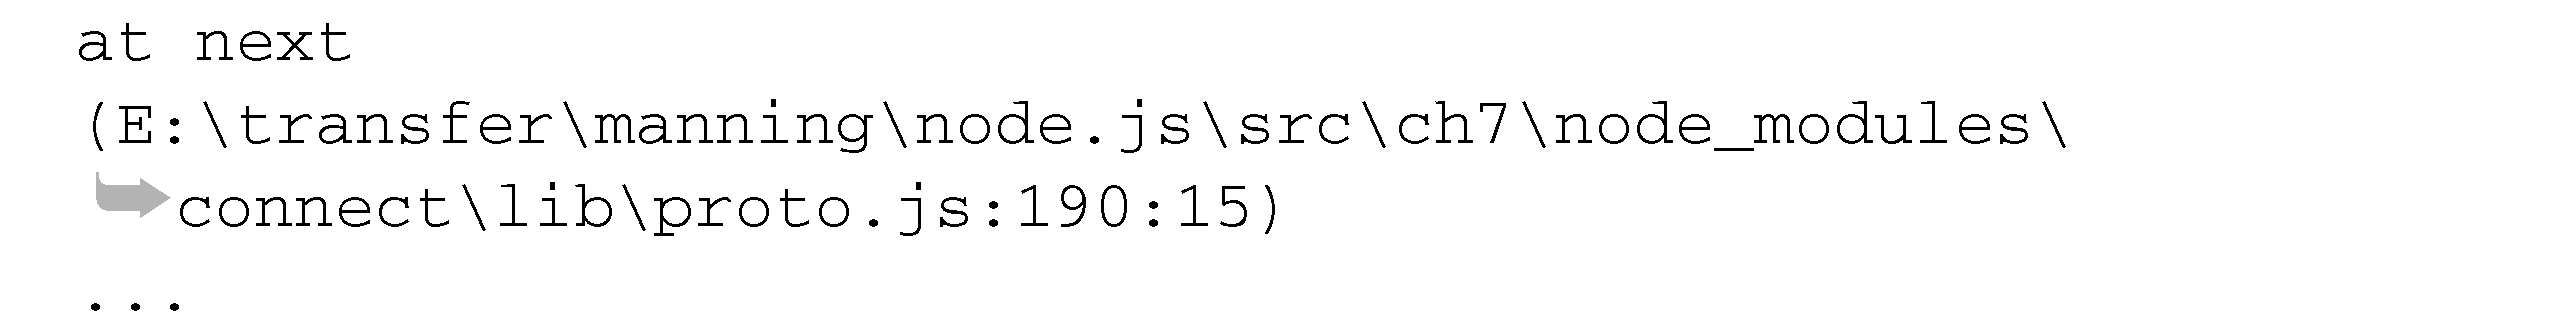 at next
(E:\transfer\manning\node.js\src\ch7\node_modules\
connect\lib\proto.js:190:15)
...